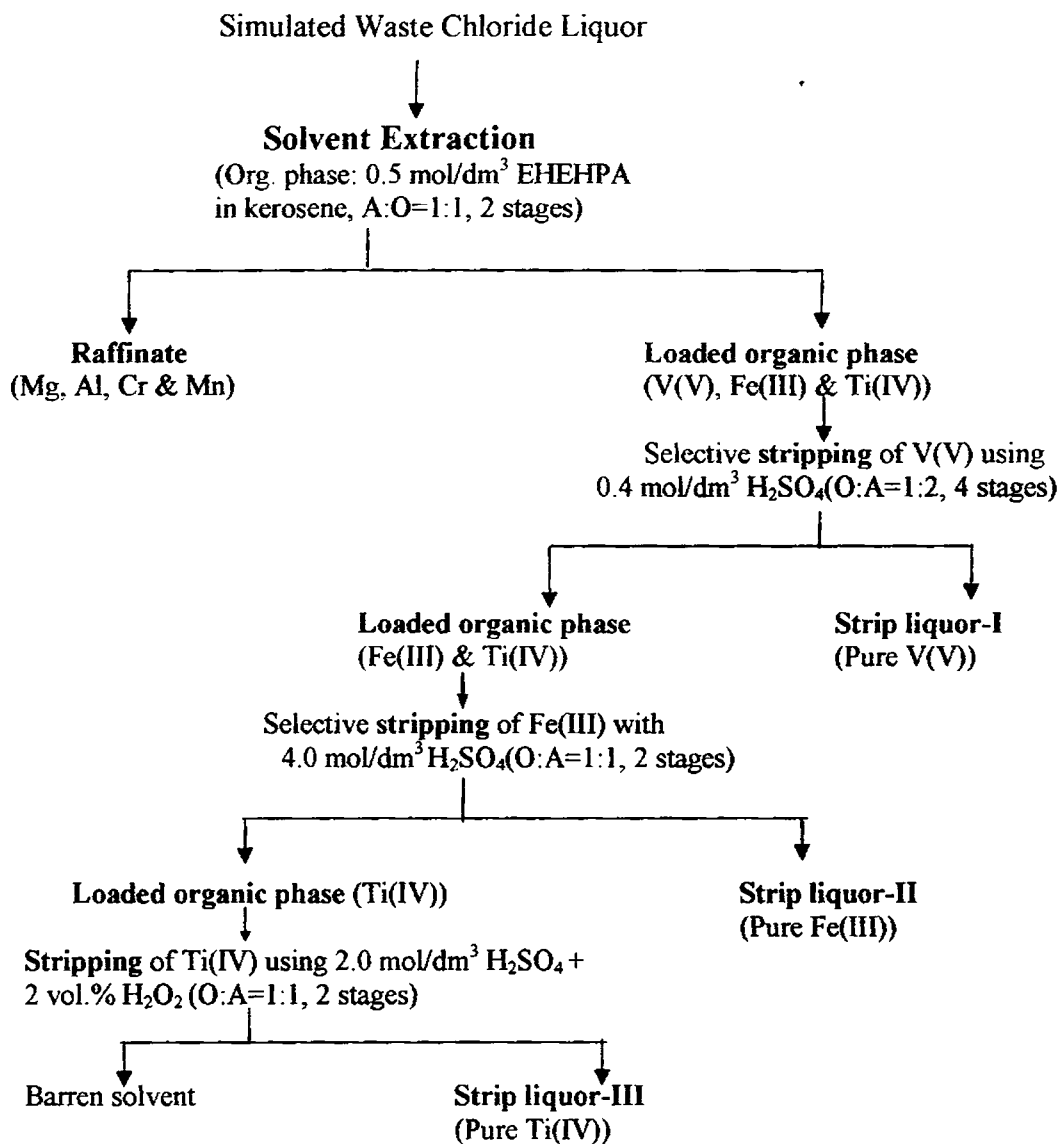 Simulated Waste Chloride Liquor
Solvent Extraction
(Org. phase: 0.5 mol/dm³ EHEHPA
in kerosene, A:O=1:1, 2 stages)
Raffinate
(Mg, Al, Cr & Mn)
Loaded organic phase
(V(V), Fe(III) & Ti(IV))
Selective stripping of V(V) using
0.4 mol/dm³ H₂SO₄(O:A=1:2, 4 stages)
Loaded organic phase
(Fe(III) & Ti(IV))
Strip liquor-I
(Pure V(V))
Selective stripping of Fe(III) with
4.0 mol/dm³ H₂SO₄(O:A=1:1, 2 stages)
Loaded organic phase (Ti(IV))
Strip liquor-II
(Pure Fe(III))
Stripping of Ti(IV) using 2.0 mol/dm³ H₂SO₄ +
2 vol.% H₂O₂ (O:A=1:1, 2 stages)
Barren solvent
Strip liquor-III
(Pure Ti(IV))